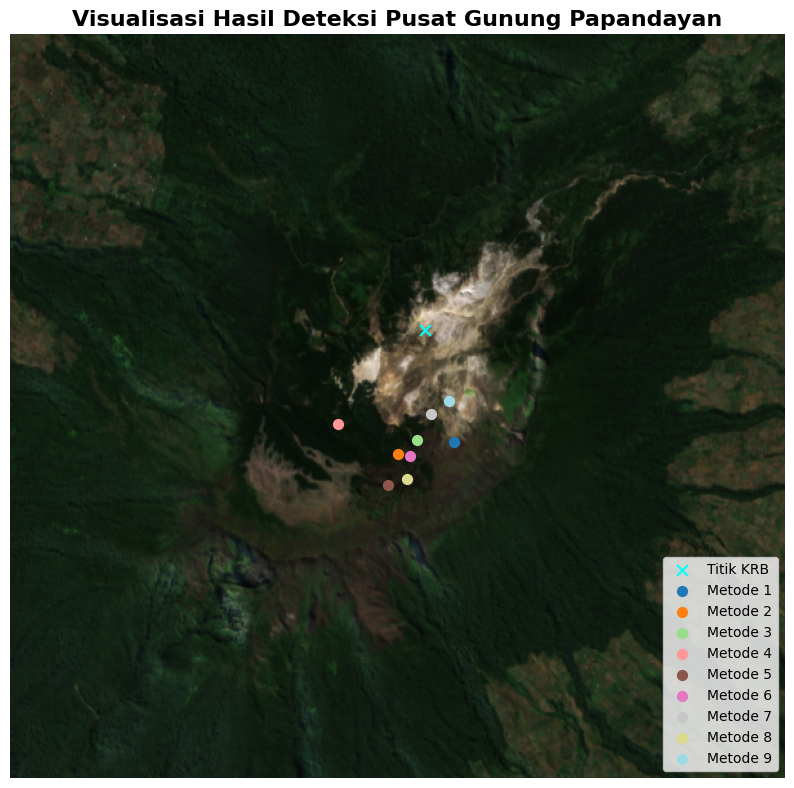 Visualisasi Hasil Deteksi Pusat Gunung Papandayan
Titik KRB
Metode 1
Metode 2
Metode 3
Metode 4
Metode 5
Metode 6
Metode 7
Metode 8
Metode 9